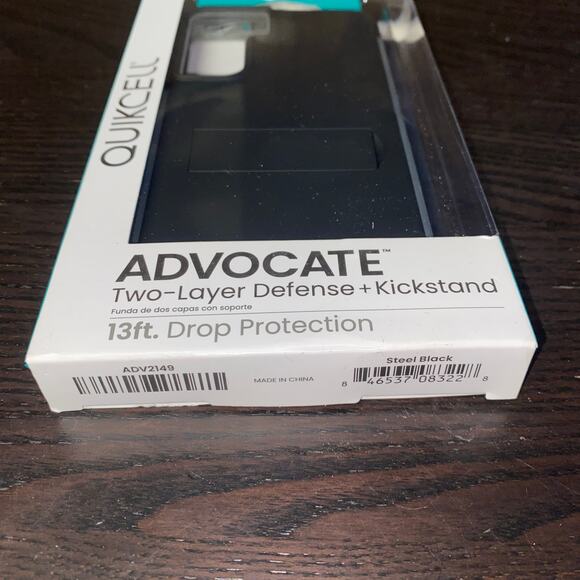 QUIKCELL
ADVOCATE™
Two-Layer Defense + Kickstand
Funda de dos capas con soporte
13ft. Drop Protection
ADV2149
MADE IN CHINA
Steel Black
8 46537 08322 8